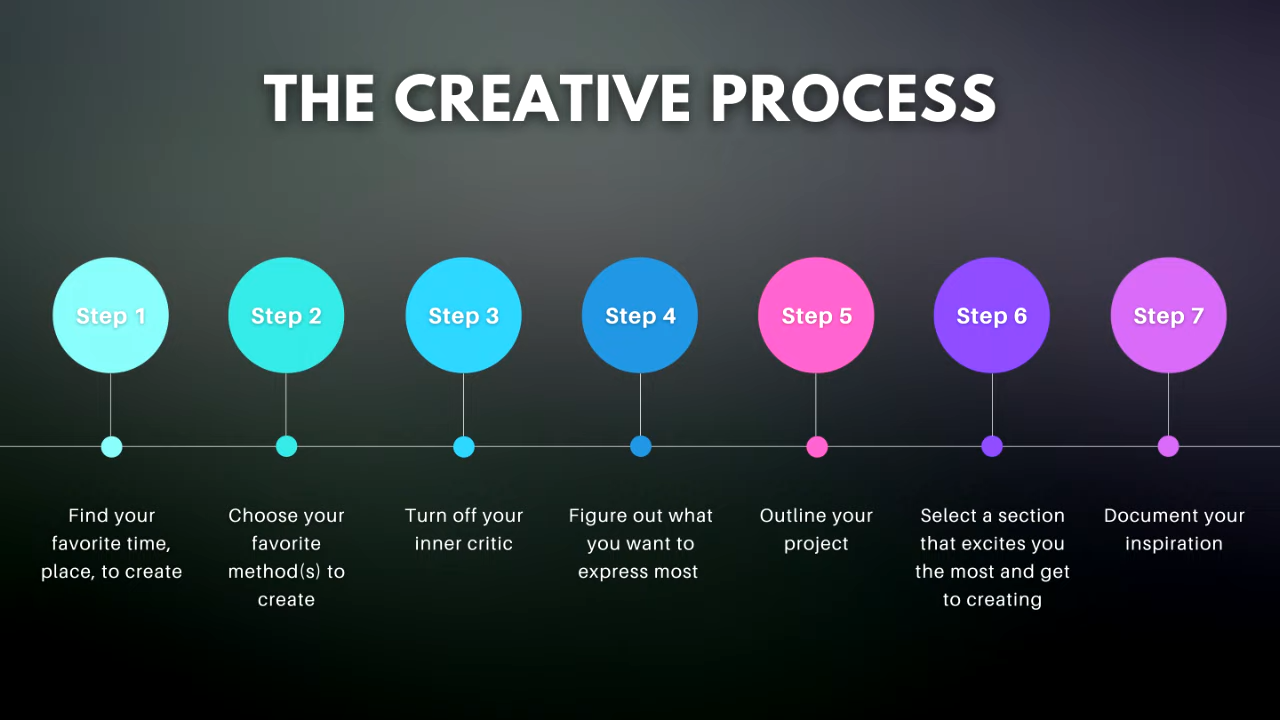 THE CREATIVE PROCESS
Step 1
Find your
favorite time,
place, to create
Step 2
Choose your
favorite
method(s) to
create
Step 3
Turn off your
inner critic
Step 4
Figure out what
you want to
express most
Step 5
Outline your
project
Step 6
Select a section
that excites you
the most and get
to creating
Step 7
Document your
inspiration